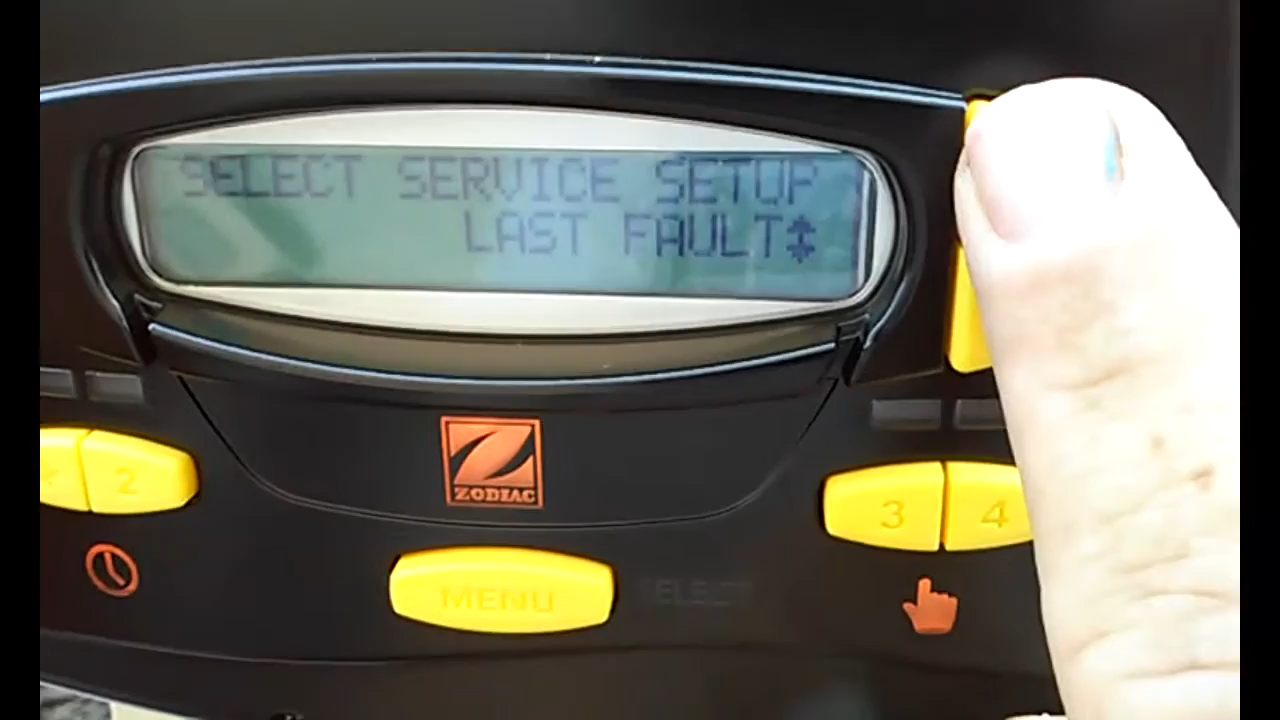 SELECT SERVICE SETUP
LAST FAULT
ZODIAC
2
3
4
MENU
SELECT